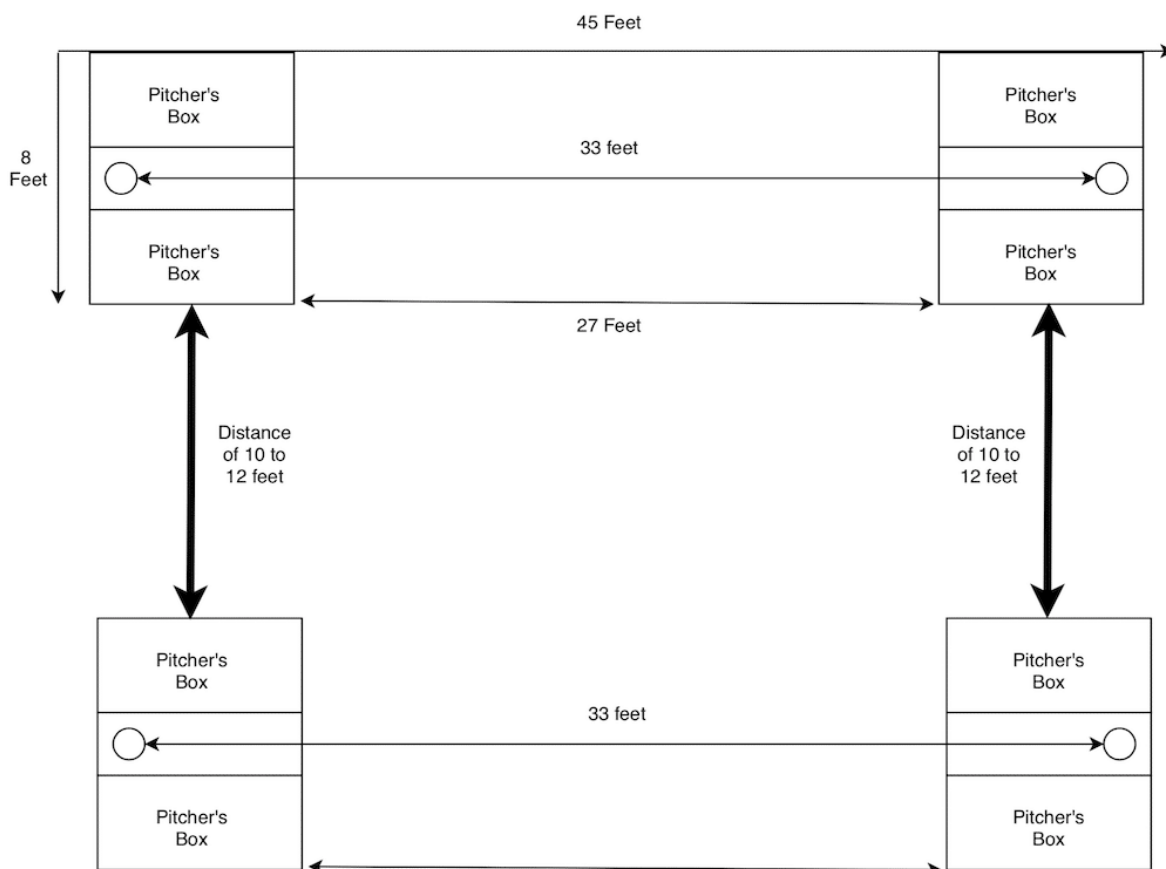 45 Feet
Pitcher's
Box
Pitcher's
Box
8
Feet
33 feet
Pitcher's
Box
Pitcher's
Box
27 Feet
Distance
of 10 to
12 feet
Distance
of 10 to
12 feet
Pitcher's
Box
Pitcher's
Box
33 feet
Pitcher's
Box
Pitcher's
Box